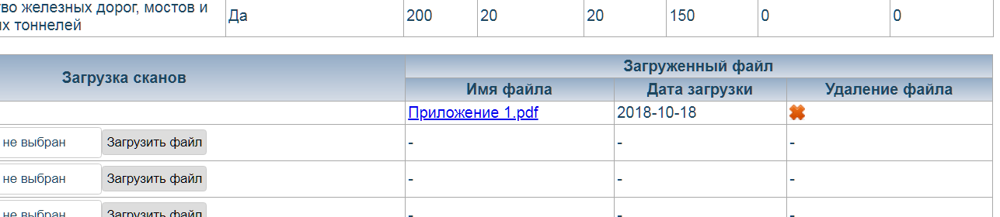 во железных дорог, мостов и
их тоннелей
Да 200 20 20 150 0 0
Загрузка сканов
Загруженный файл
Имя файла Дата загрузки Удаление файла
Приложение 1.pdf 2018-10-18
не выбран Загрузить файл - - -
не выбран Загрузить файл - - -
не выбран Загрузить файл - - -